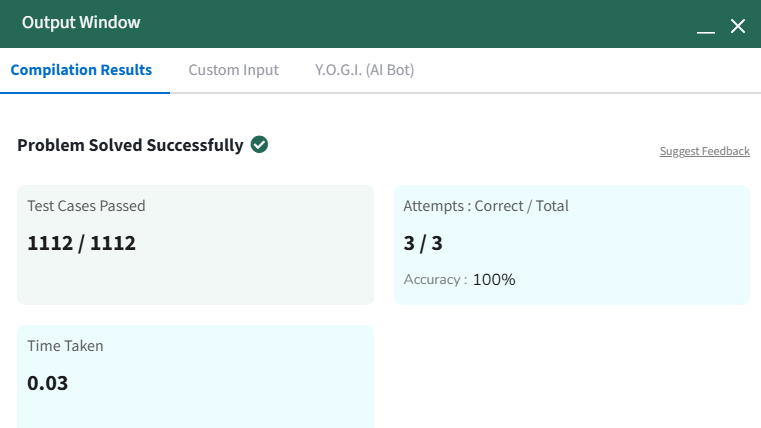 Output Window
Compilation Results Custom Input Y.O.G.I. (AI Bot)
Problem Solved Successfully
Suggest Feedback
Test Cases Passed
1112 / 1112
Attempts : Correct / Total
3 / 3
Accuracy : 100%
Time Taken
0.03